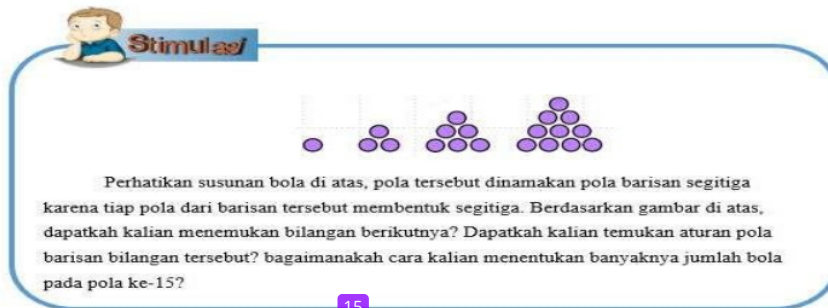 Stimulasi
Perhatikan susunan bola di atas, pola tersebut dinamakan pola barisan segitiga
karena tiap pola dari barisan tersebut membentuk segitiga. Berdasarkan gambar di atas,
dapatkah kalian menemukan bilangan berikutnya? Dapatkah kalian temukan aturan pola
barisan bilangan tersebut? bagaimanakah cara kalian menentukan banyaknya jumlah bola
pada pola ke-15?
15